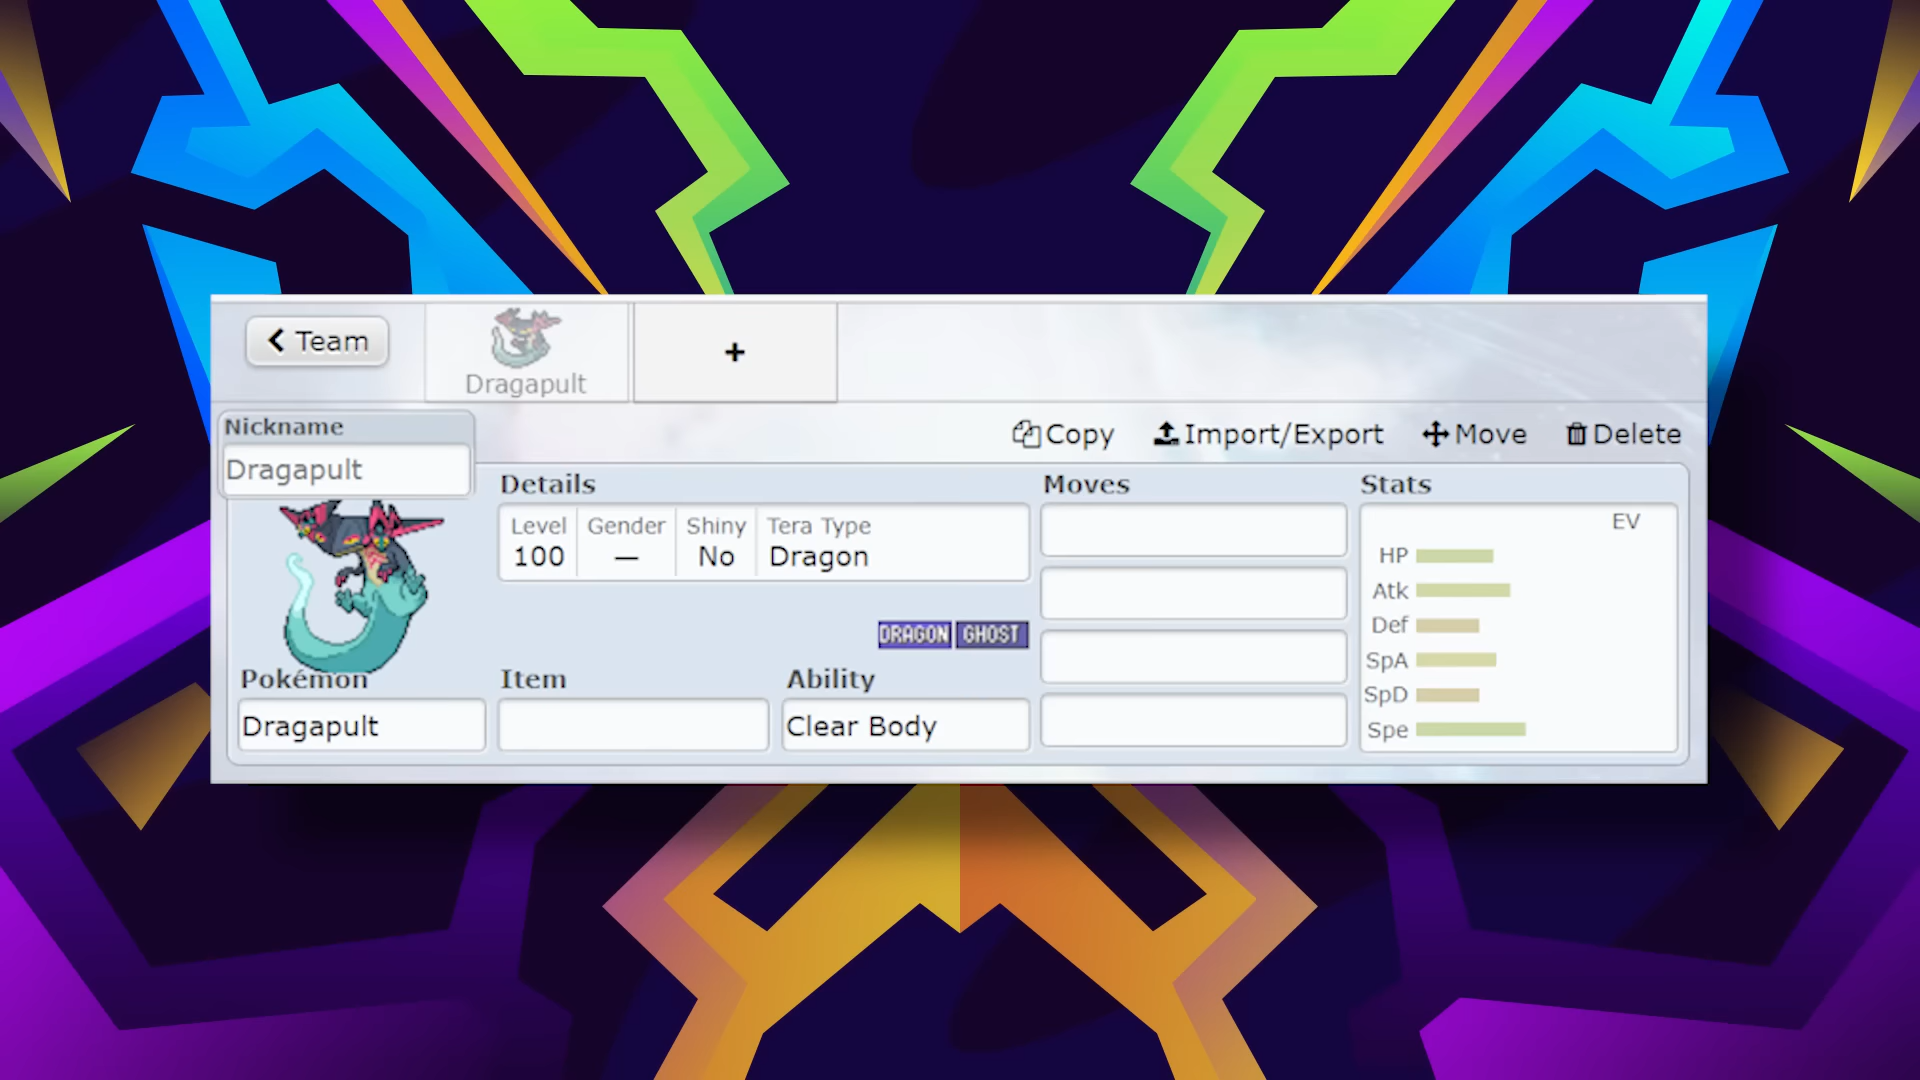 Team
Dragapult
+
Nickname
Dragapult
Copy
Import/Export
Move
Delete
Details
Level
Gender
Shiny
Tera Type
100
—
No
Dragon
DRAGON
GHOST
Pokémon
Dragapult
Item
Ability
Clear Body
Moves
Stats
EV
HP
Atk
Def
SpA
SpD
Spe